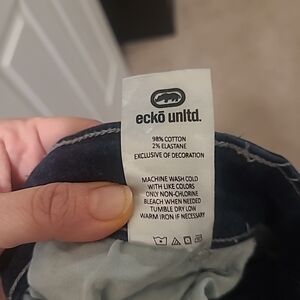 eckō unltd.
98% COTTON
2% ELASTANE
EXCLUSIVE OF DECORATION
MACHINE WASH COLD
WITH LIKE COLORS
ONLY NON-CHLORINE
BLEACH WHEN NEEDED
TUMBLE DRY LOW
WARM IRON IF NECESSARY